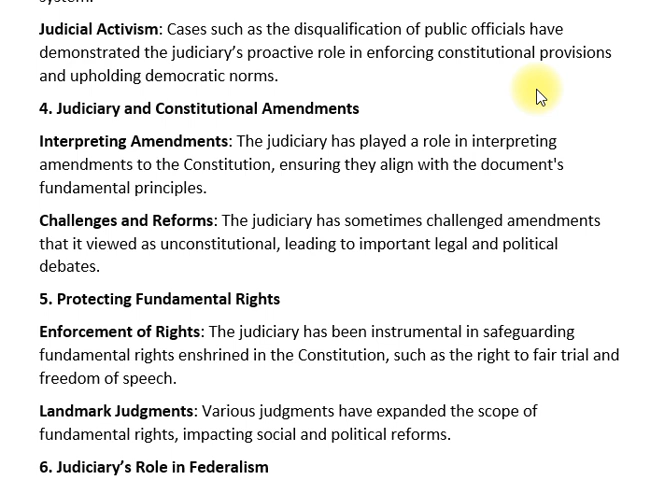 system.
Judicial Activism: Cases such as the disqualification of public officials have
demonstrated the judiciary’s proactive role in enforcing constitutional provisions
and upholding democratic norms.
4. Judiciary and Constitutional Amendments
Interpreting Amendments: The judiciary has played a role in interpreting
amendments to the Constitution, ensuring they align with the document's
fundamental principles.
Challenges and Reforms: The judiciary has sometimes challenged amendments
that it viewed as unconstitutional, leading to important legal and political
debates.
5. Protecting Fundamental Rights
Enforcement of Rights: The judiciary has been instrumental in safeguarding
fundamental rights enshrined in the Constitution, such as the right to fair trial and
freedom of speech.
Landmark Judgments: Various judgments have expanded the scope of
fundamental rights, impacting social and political reforms.
6. Judiciary’s Role in Federalism